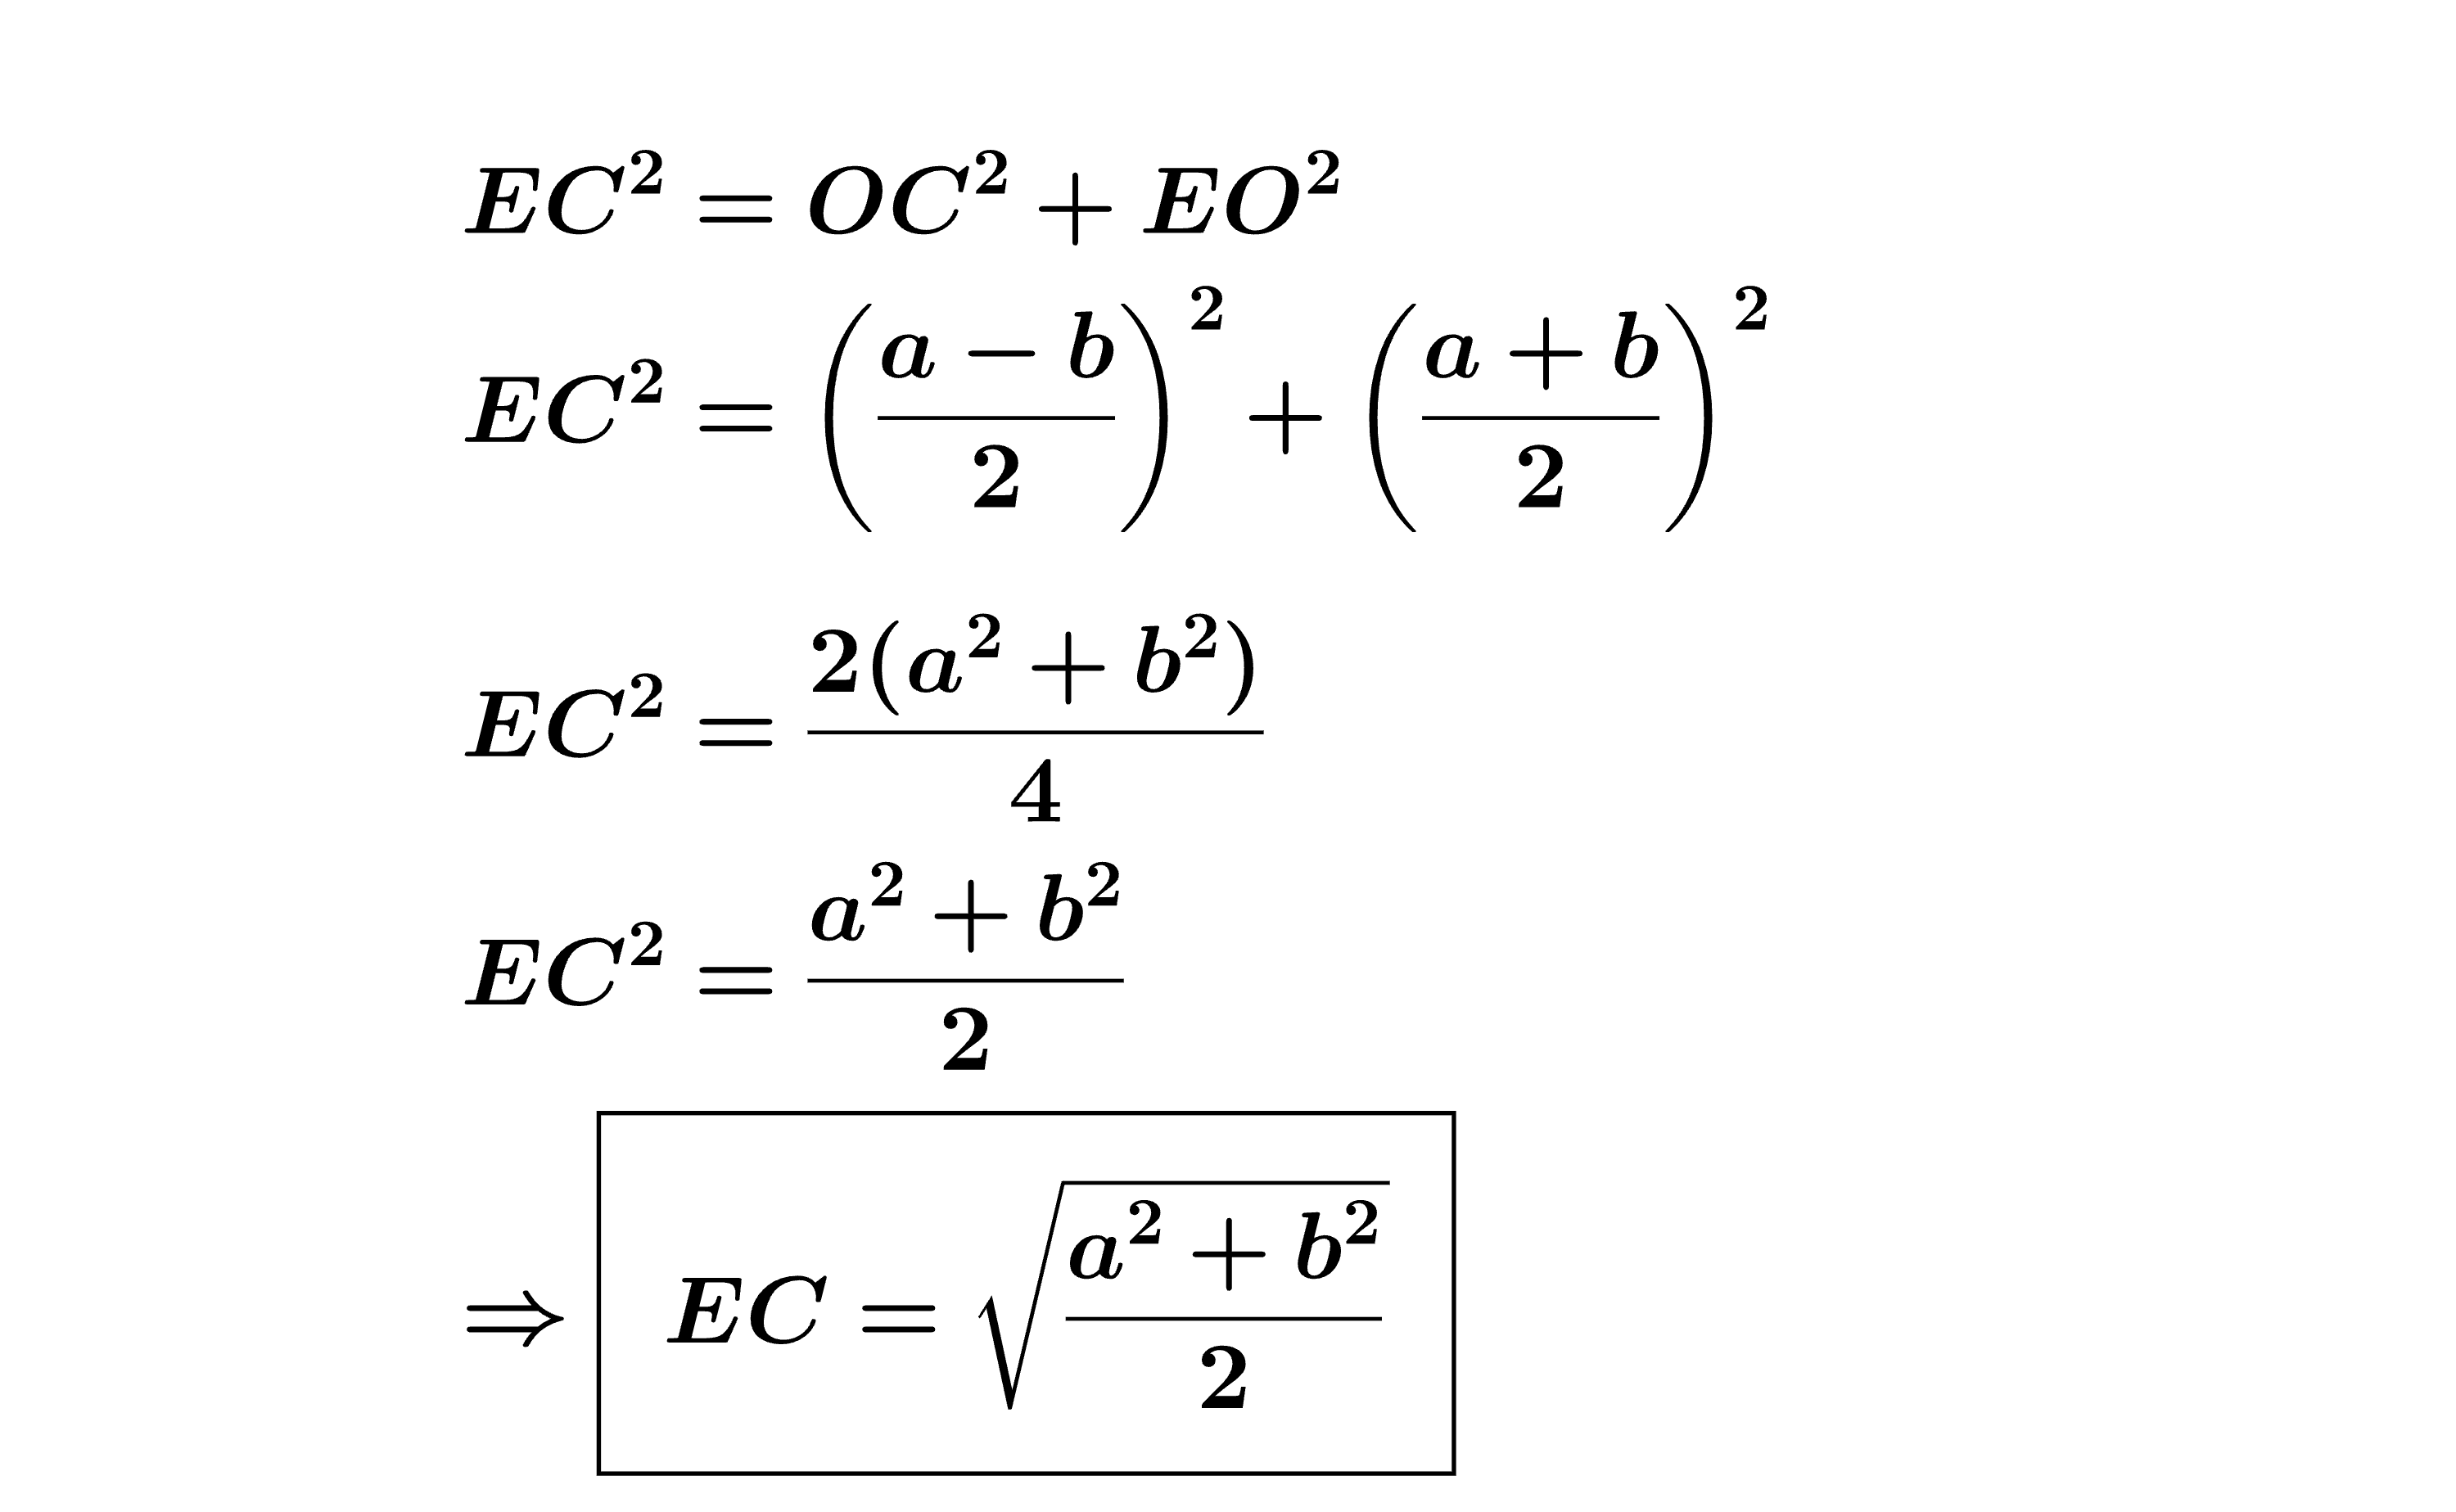 EC² = OC² + EO²
EC² = ((a − b)/2)² + ((a + b)/2)²
EC² = 2(a² + b²)/4
EC² = (a² + b²)/2
⇒ EC = √((a² + b²)/2)